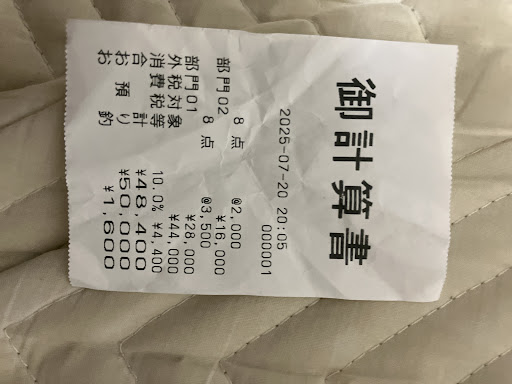 御計算書
2025-07-20 20:05
000001
8点 @2,000
部門02 ¥16,000
8点 @3,500
部門01 ¥28,000
外税対象 ¥44,000
消費税等 10.0% ¥4,400
合計 ¥48,400
お預り ¥50,000
お釣 ¥1,600